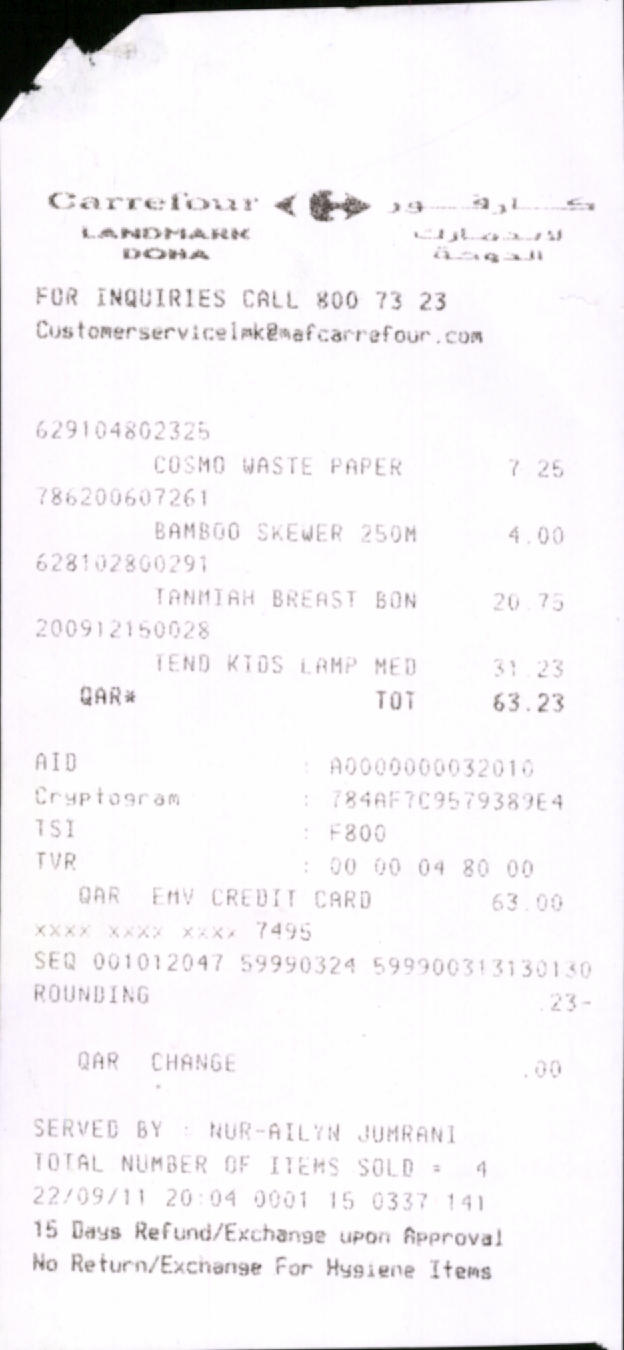 Carrefour كارفور
LANDMARK لاندمارك
DOHA الدوحة
FOR INQUIRIES CALL 800 73 23
Customerservicelmk@mafcarrefour.com
629104802325
COSMO WASTE PAPER 7.25
786200607261
BAMBOO SKEWER 250M 4.00
628102800291
TANMIAH BREAST BON 20.75
200912150028
TEND KIDS LAMP MED 31.23
QAR* TOT 63.23
AID : A0000000032010
Cryptogram : 784AF7C9579389E4
TSI : F800
TVR : 00 00 04 80 00
QAR EMV CREDIT CARD 63.00
xxxx xxxx xxxx 7495
SEQ 001012047 59990324 599900313130130
ROUNDING .23-
QAR CHANGE .00
SERVED BY : NUR-AILYN JUMRANI
TOTAL NUMBER OF ITEMS SOLD = 4
22/09/11 20:04 0001 15 0337 141
15 Days Refund/Exchange upon Approval
No Return/Exchange For Hygiene Items